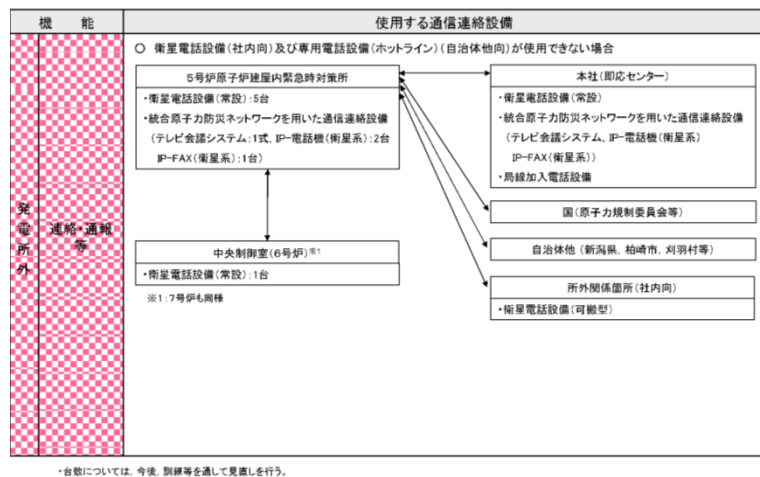 機 能
使用する通信連絡設備
発電所外
連絡・通報等
○ 衛星電話設備(社内向)及び専用電話設備(ホットライン)(自治体他向)が使用できない場合
5号炉原子炉建屋内緊急時対策所
・衛星電話設備(常設):5台
・統合原子力防災ネットワークを用いた通信連絡設備
(テレビ会議システム:1式, IP-電話機(衛星系):2台
IP-FAX(衛星系):1台)
中央制御室(6号炉)※1
・衛星電話設備(常設):1台
※1:7号炉も同様
本社(即応センター)
・衛星電話設備(常設)
・統合原子力防災ネットワークを用いた通信連絡設備
(テレビ会議システム, IP-電話機(衛星系)
IP-FAX(衛星系))
・局線加入電話設備
国(原子力規制委員会等)
自治体他 (新潟県, 柏崎市, 刈羽村等)
所外関係箇所(社内向)
・衛星電話設備(可搬型)
・台数については, 今後, 訓練等を通して見直しを行う。